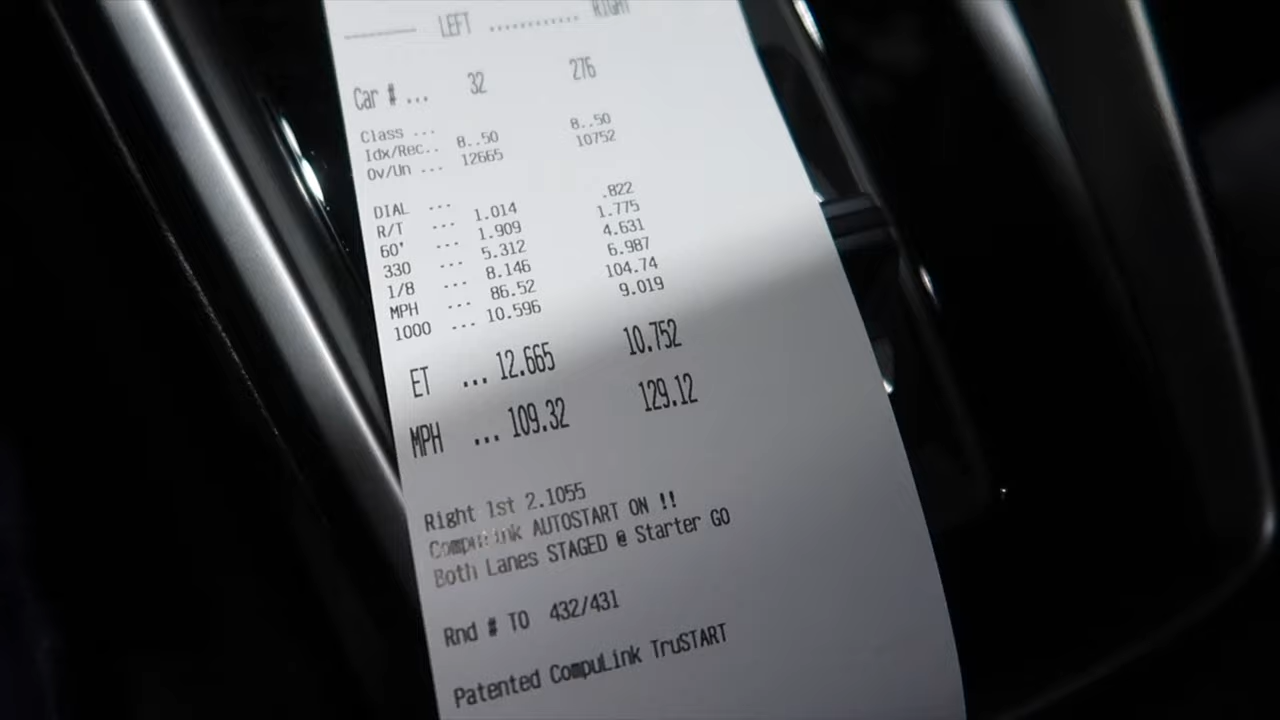 -------- LEFT ............ RIGHT
Car # ... 32 276
Class ...
Idx/Rec.. 8..50 8..50
Ov/Un ... 12665 10752
DIAL ...
R/T ... 1.014 .822
60' ... 1.909 1.775
330 ... 5.312 4.631
1/8 ... 8.146 6.987
MPH ... 86.52 104.74
1000 ... 10.596 9.019
ET ... 12.665 10.752
MPH ... 109.32 129.12
Right 1st 2.1055
CompuLink AUTOSTART ON !!
Both Lanes STAGED @ Starter GO
Rnd # TO 432/431
Patented CompuLink TruSTART